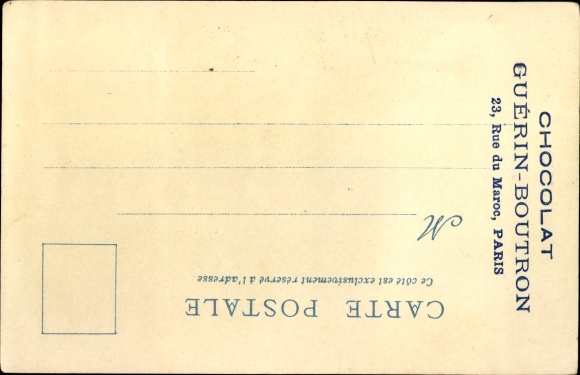 CARTE POSTALE
Ce côté est exclusivement réservé à l'adresse
M
CHOCOLAT
GUÉRIN-BOUTRON
23, Rue du Maroc, PARIS